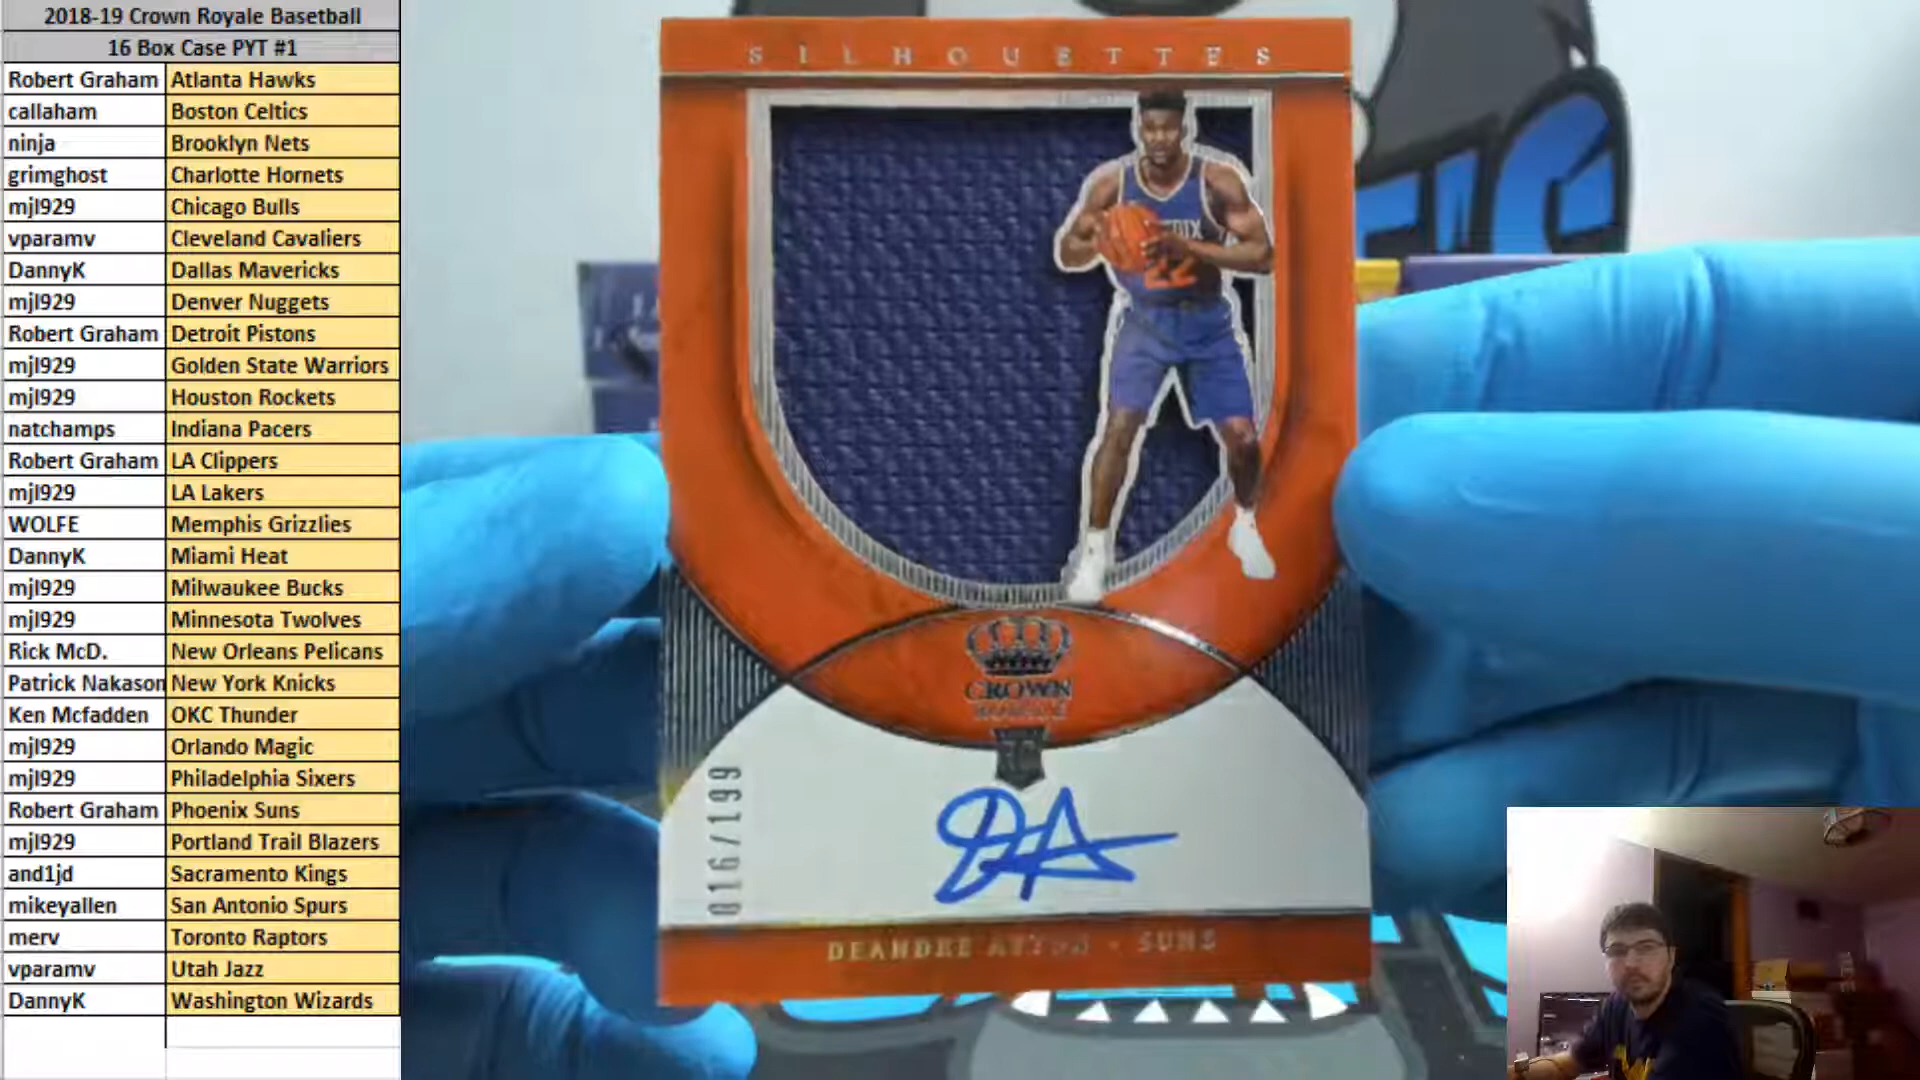 2018-19 Crown Royale Basetball
16 Box Case PYT #1
Robert Graham Atlanta Hawks
callaham Boston Celtics
ninja Brooklyn Nets
grimghost Charlotte Hornets
mjl929 Chicago Bulls
vparamv Cleveland Cavaliers
DannyK Dallas Mavericks
mjl929 Denver Nuggets
Robert Graham Detroit Pistons
mjl929 Golden State Warriors
mjl929 Houston Rockets
natchamps Indiana Pacers
Robert Graham LA Clippers
mjl929 LA Lakers
WOLFE Memphis Grizzlies
DannyK Miami Heat
mjl929 Milwaukee Bucks
mjl929 Minnesota Twolves
Rick McD. New Orleans Pelicans
Patrick Nakason New York Knicks
Ken Mcfadden OKC Thunder
mjl929 Orlando Magic
mjl929 Philadelphia Sixers
Robert Graham Phoenix Suns
mjl929 Portland Trail Blazers
and1jd Sacramento Kings
mikeyallen San Antonio Spurs
merv Toronto Raptors
vparamv Utah Jazz
DannyK Washington Wizards
SILHOUETTES
22
CROWN
ROYALE
RC
016/199
DA
DEANDRE AYTON - SUNS